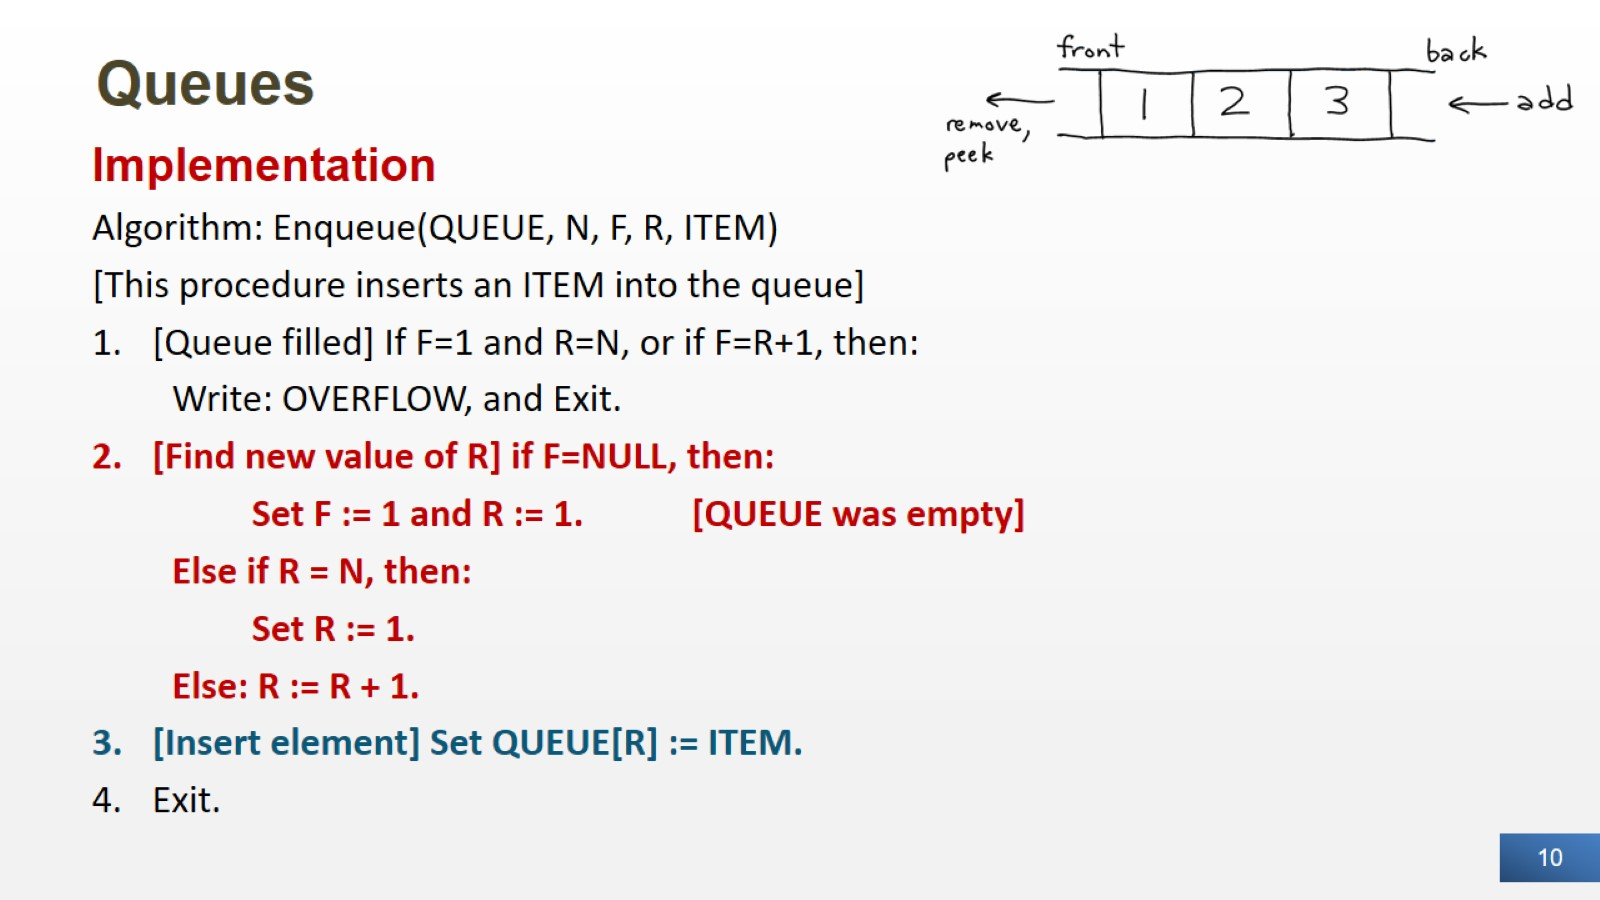 Queues
front
back
1 2 3
add
remove,
peek
Implementation
Algorithm: Enqueue(QUEUE, N, F, R, ITEM)
[This procedure inserts an ITEM into the queue]
1. [Queue filled] If F=1 and R=N, or if F=R+1, then:
Write: OVERFLOW, and Exit.
2. [Find new value of R] if F=NULL, then:
Set F := 1 and R := 1. [QUEUE was empty]
Else if R = N, then:
Set R := 1.
Else: R := R + 1.
3. [Insert element] Set QUEUE[R] := ITEM.
4. Exit.
10